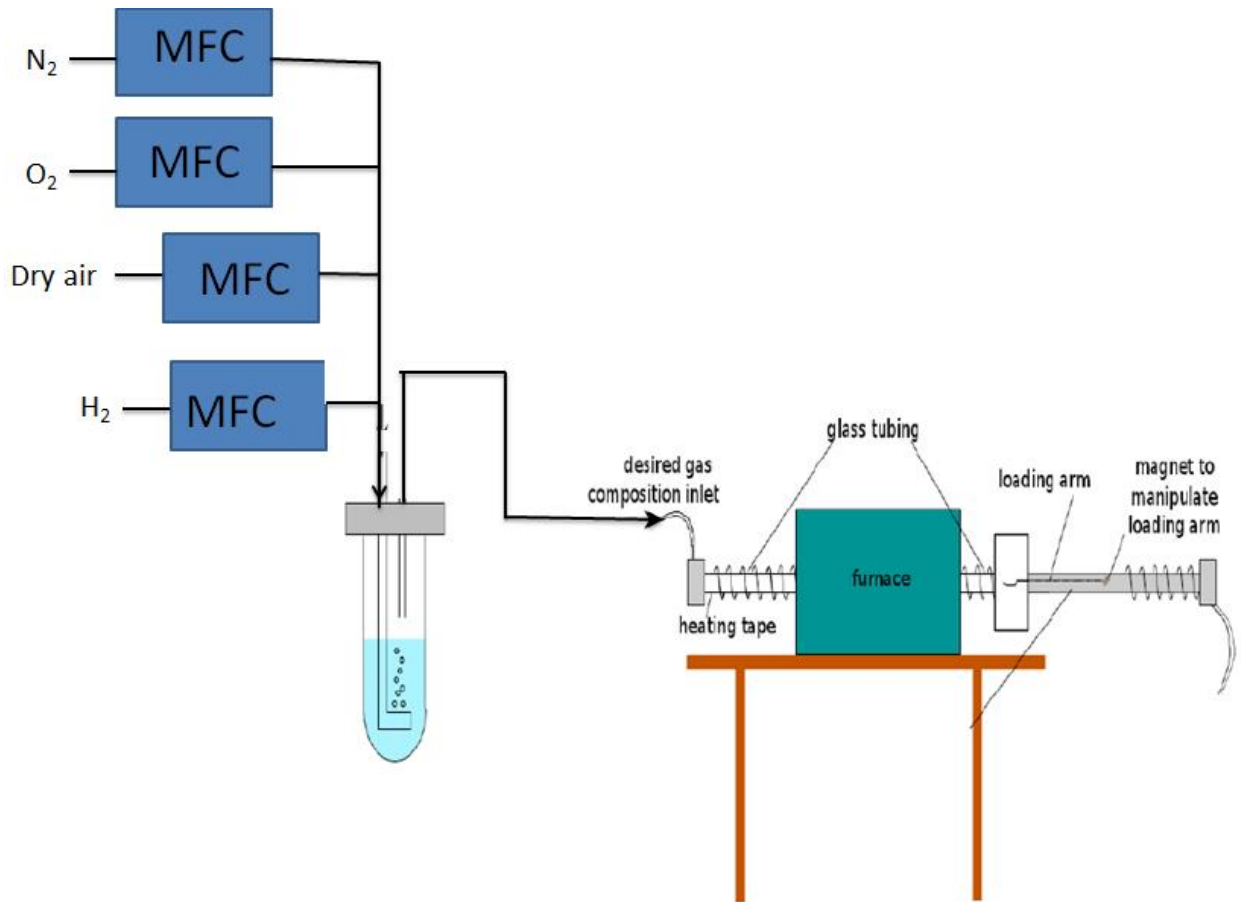 N₂
MFC
O₂
MFC
Dry air
MFC
H₂
MFC
glass tubing
desired gas
composition inlet
loading arm
magnet to
manipulate
loading arm
furnace
heating tape